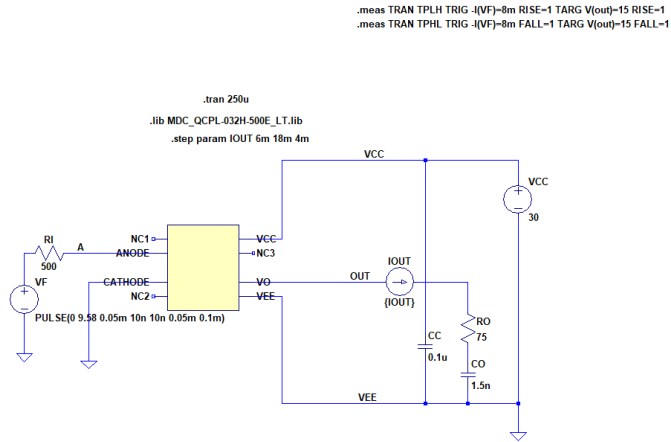 .meas TRAN TPLH TRIG -I(VF)=8m RISE=1 TARG V(out)=15 RISE=1
.meas TRAN TPHL TRIG -I(VF)=8m FALL=1 TARG V(out)=15 FALL=1
.tran 250u
.lib MDC_QCPL-032H-500E_LT.lib
.step param IOUT 6m 18m 4m
VCC
VCC
30
RI
500
A
NC1
ANODE
CATHODE
NC2
VCC
NC3
VO
VEE
VF
PULSE(0 9.58 0.05m 10n 10n 0.05m 0.1m)
OUT
IOUT
{IOUT}
RO
75
CC
0.1u
CO
1.5n
VEE